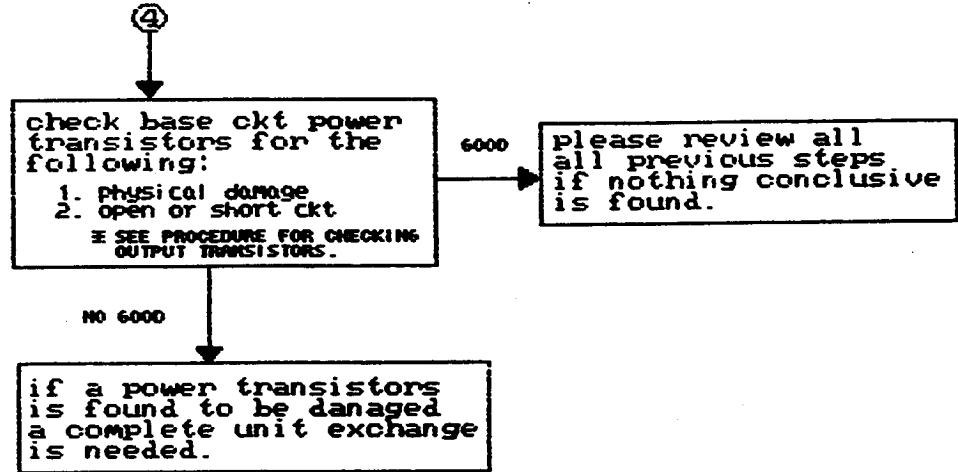 4
check base ckt power
transistors for the
following:
1. physical damage
2. open or short ckt
* SEE PROCEDURE FOR CHECKING
OUTPUT TRANSISTORS.
GOOD
please review all
all previous steps
if nothing conclusive
is found.
NO GOOD
if a power transistors
is found to be damaged
a complete unit exchange
is needed.